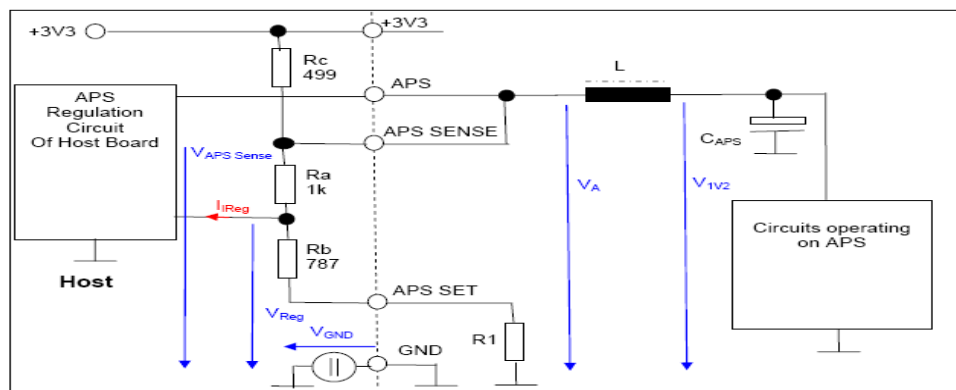 +3V3
+3V3
Rc
499
APS
APS
Regulation
Circuit
Of Host Board
L
APS SENSE
CAPS
VAPS Sense
Ra
1k
VA
V1V2
IIReg
Circuits operating
on APS
Rb
787
Host
APS SET
VReg
VGND
R1
GND